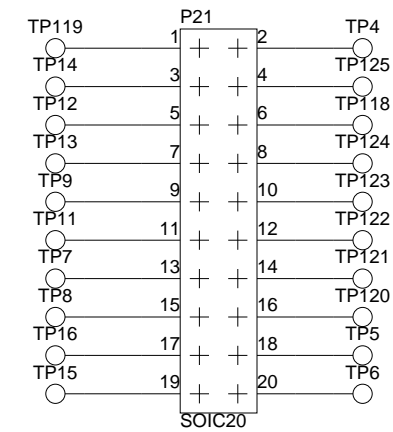 P21
TP119 1 2 TP4
TP14 3 4 TP125
TP12 5 6 TP118
TP13 7 8 TP124
TP9 9 10 TP123
TP11 11 12 TP122
TP7 13 14 TP121
TP8 15 16 TP120
TP16 17 18 TP5
TP15 19 20 TP6
SOIC20